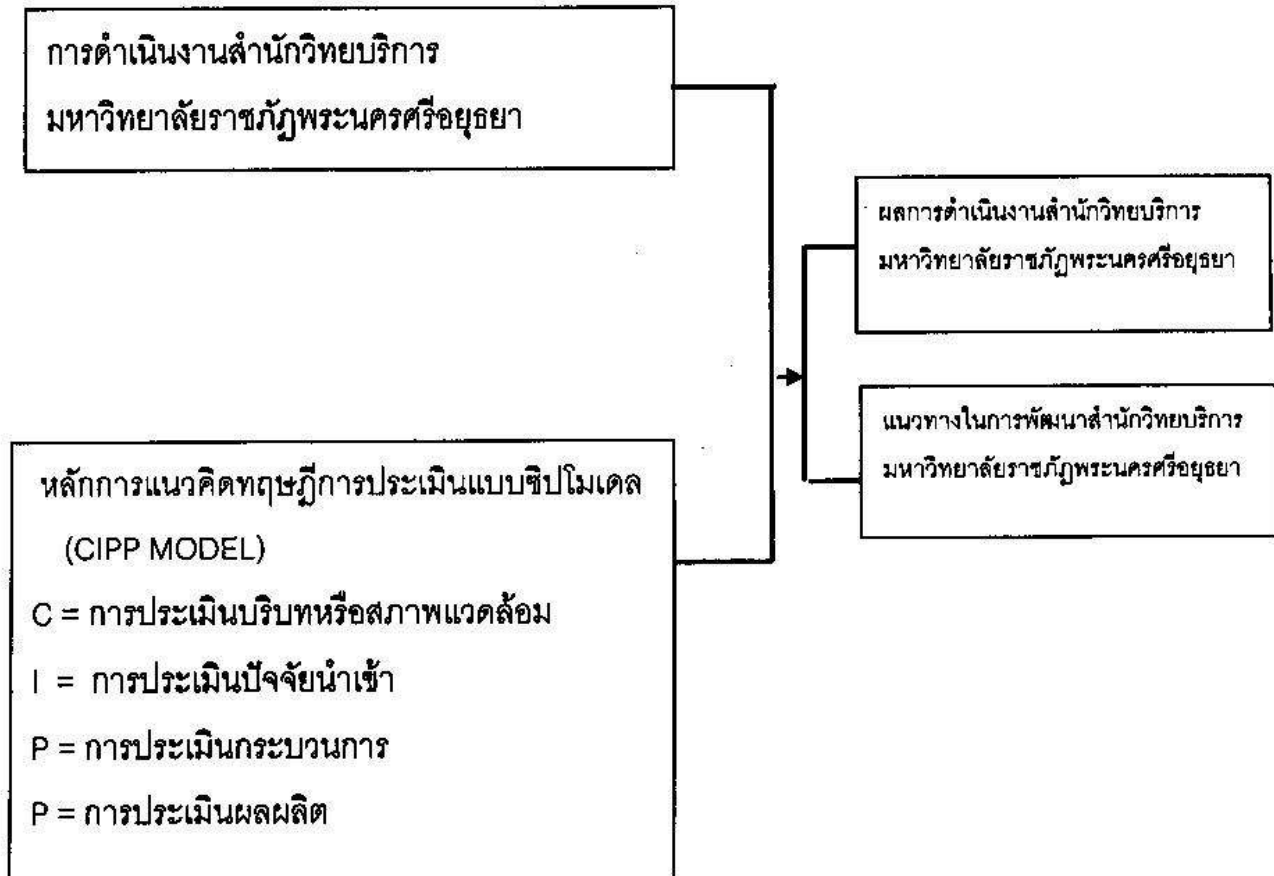 การดำเนินงานสำนักวิทยบริการ
มหาวิทยาลัยราชภัฏพระนครศรีอยุธยา
ผลการดำเนินงานสำนักวิทยบริการ
มหาวิทยาลัยราชภัฏพระนครศรีอยุธยา
แนวทางในการพัฒนาสำนักวิทยบริการ
มหาวิทยาลัยราชภัฏพระนครศรีอยุธยา
หลักการแนวคิดทฤษฎีการประเมินแบบซิปโมเดล
(CIPP MODEL)
C = การประเมินบริบทหรือสภาพแวดล้อม
I = การประเมินปัจจัยนำเข้า
P = การประเมินกระบวนการ
P = การประเมินผลผลิต